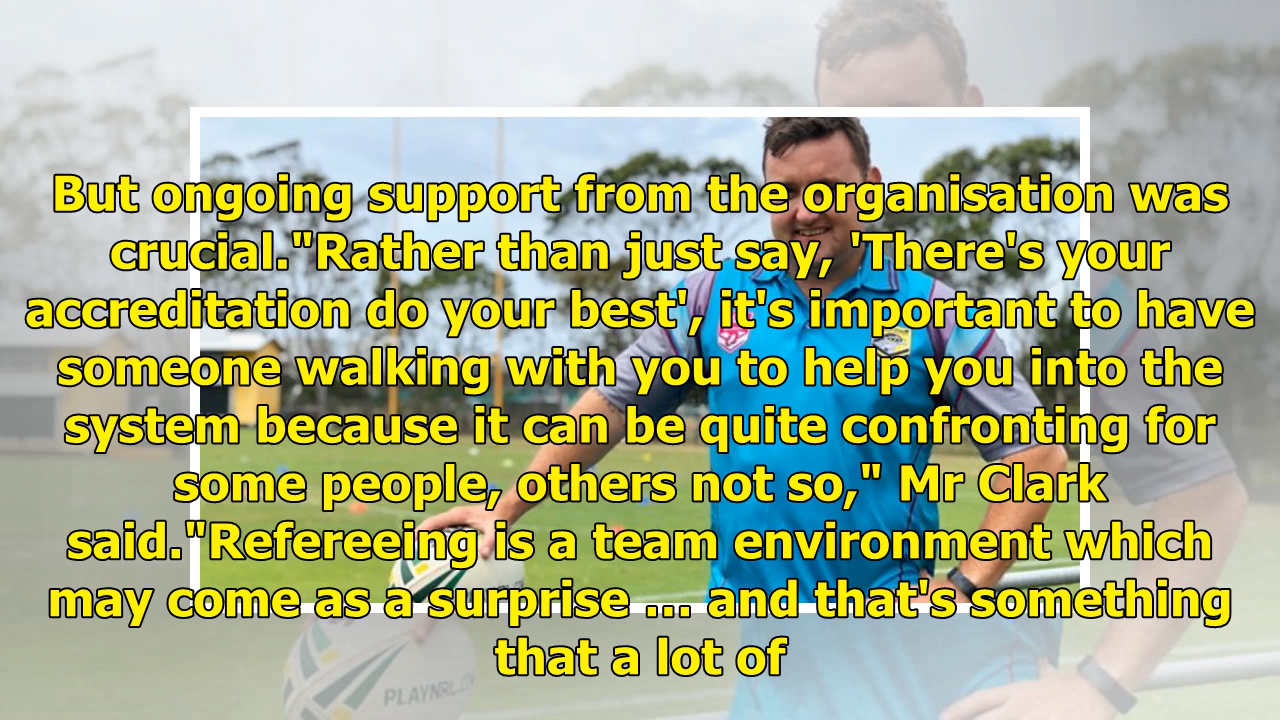 But ongoing support from the organisation was
crucial."Rather than just say, 'There's your
accreditation do your best', it's important to have
someone walking with you to help you into the
system because it can be quite confronting for
some people, others not so," Mr Clark
said."Refereeing is a team environment which
may come as a surprise ... and that's something
that a lot of